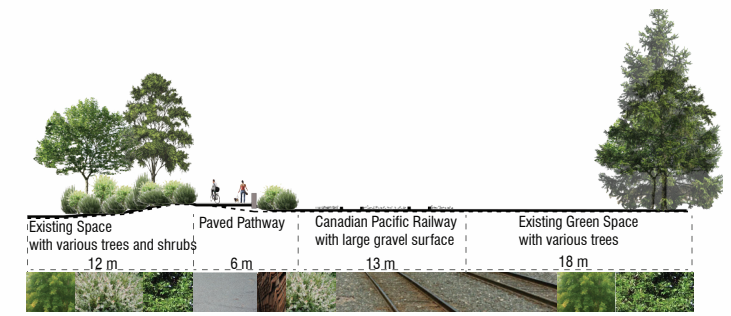 Existing Space
with various trees and shrubs
12 m
Paved Pathway
6 m
Canadian Pacific Railway
with large gravel surface
13 m
Existing Green Space
with various trees
18 m